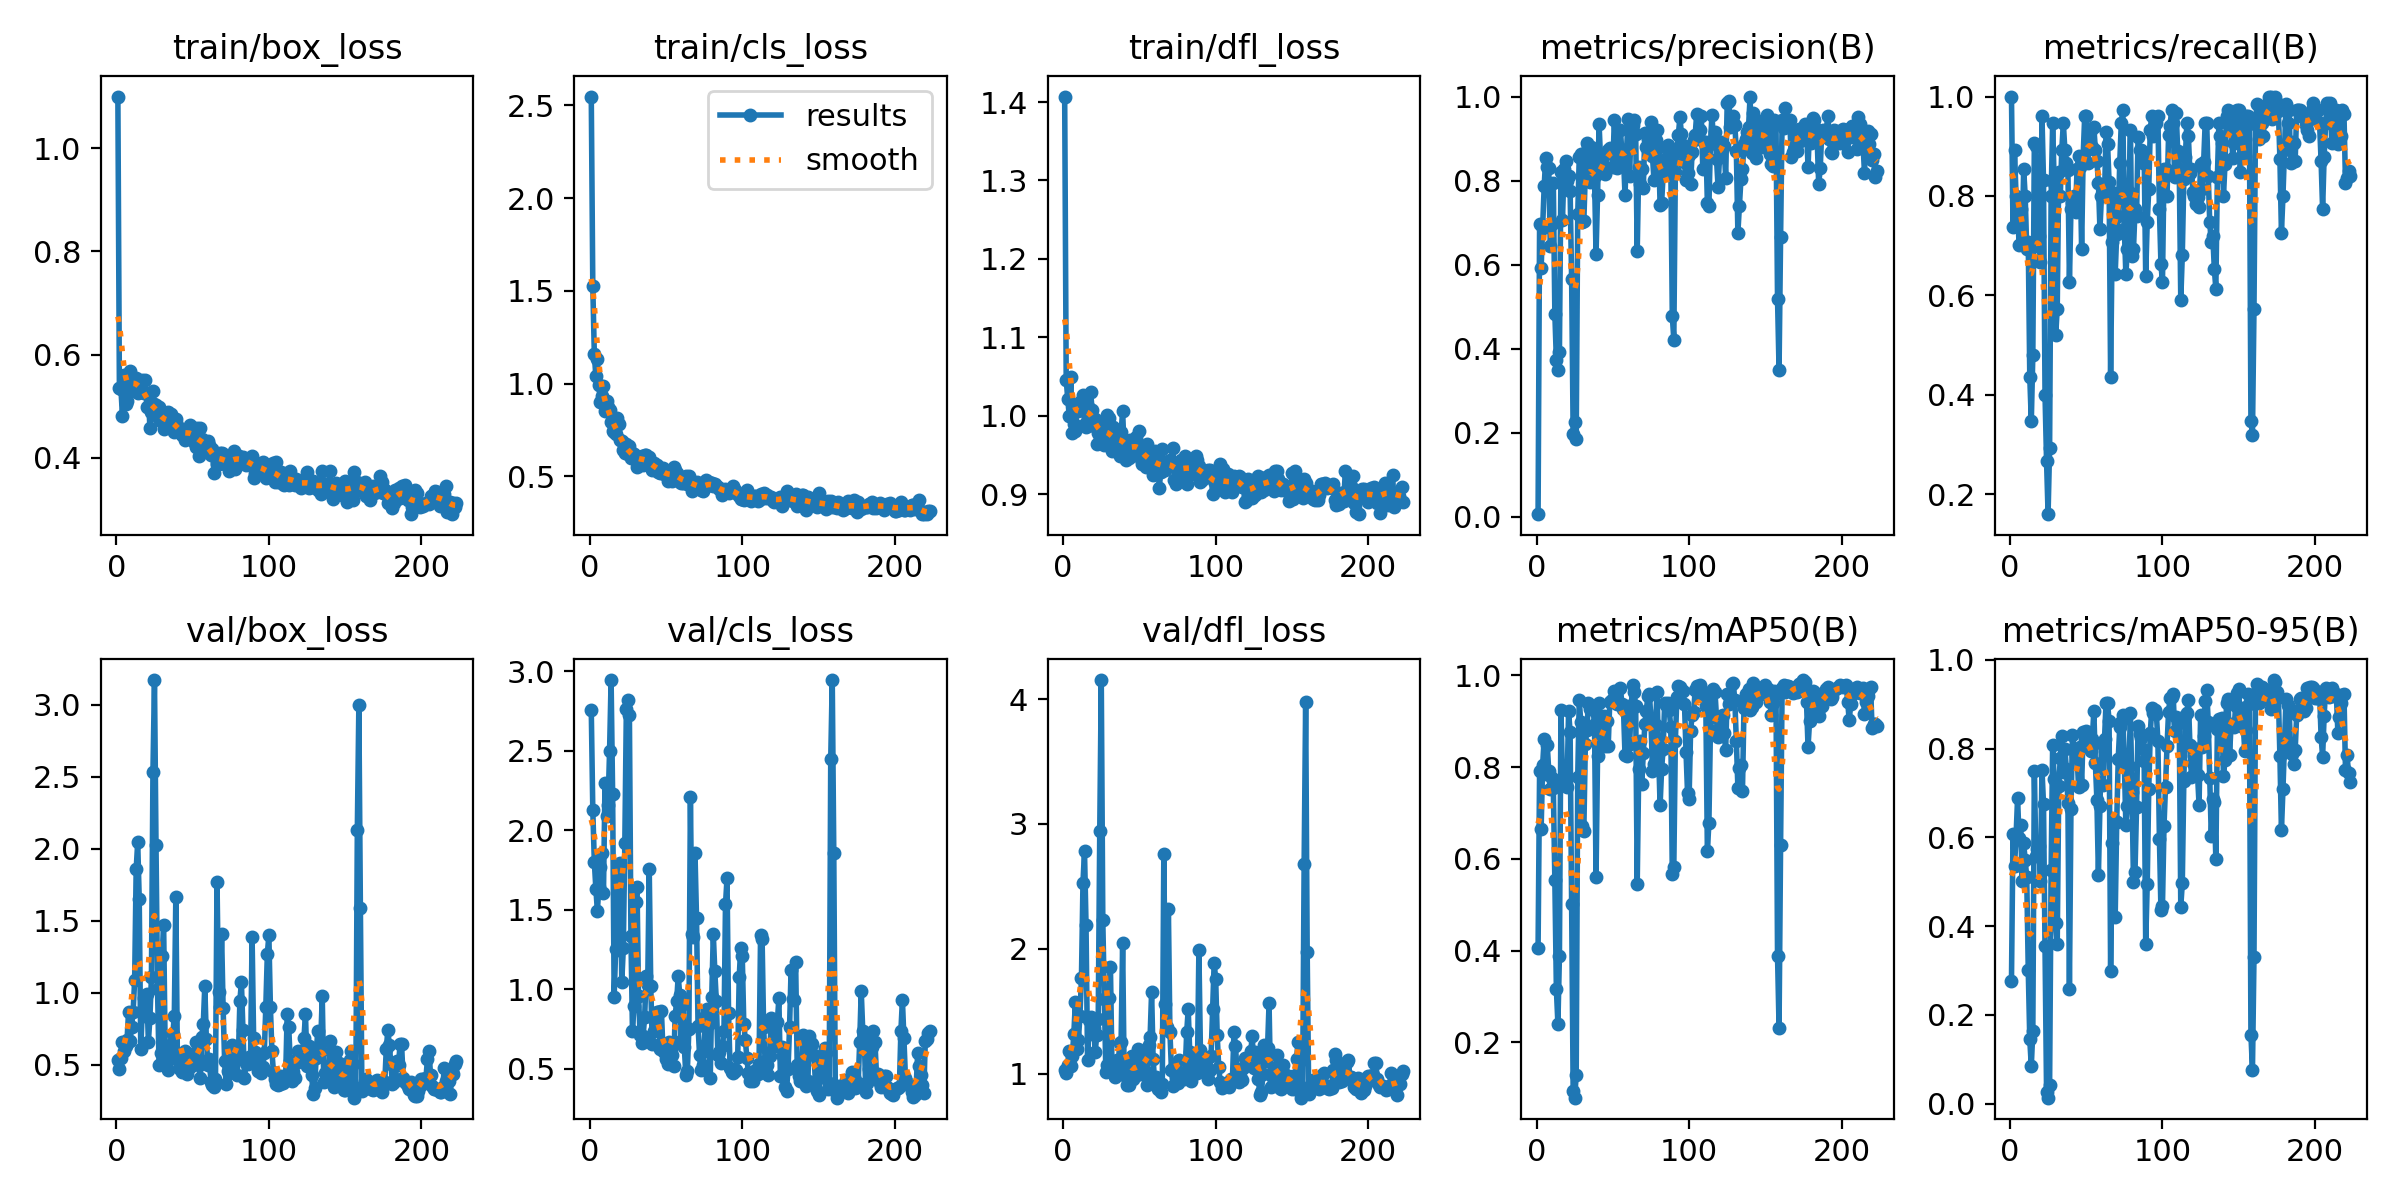 train/box_loss
1.0
0.8
0.6
0.4
0 100 200
train/cls_loss
results
smooth
2.5
2.0
1.5
1.0
0.5
0 100 200
train/dfl_loss
1.4
1.3
1.2
1.1
1.0
0.9
0 100 200
metrics/precision(B)
1.0
0.8
0.6
0.4
0.2
0.0
0 100 200
metrics/recall(B)
1.0
0.8
0.6
0.4
0.2
0 100 200
val/box_loss
3.0
2.5
2.0
1.5
1.0
0.5
0 100 200
val/cls_loss
3.0
2.5
2.0
1.5
1.0
0.5
0 100 200
val/dfl_loss
4
3
2
1
0 100 200
metrics/mAP50(B)
1.0
0.8
0.6
0.4
0.2
0 100 200
metrics/mAP50-95(B)
1.0
0.8
0.6
0.4
0.2
0.0
0 100 200